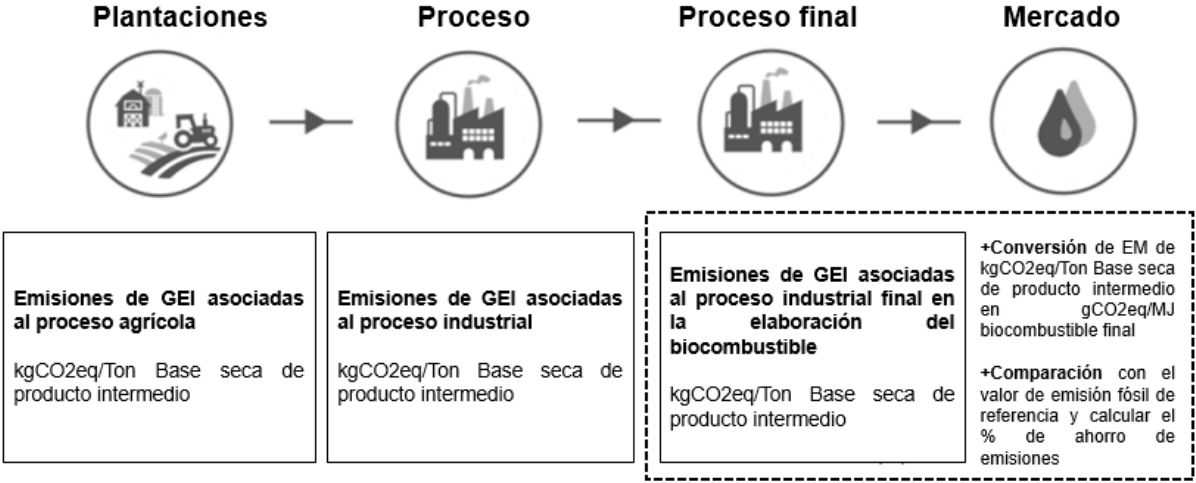 Plantaciones
Proceso
Proceso final
Mercado
Emisiones de GEI asociadas
al proceso agrícola
kgCO2eq/Ton Base seca de
producto intermedio
Emisiones de GEI asociadas
al proceso industrial
kgCO2eq/Ton Base seca de
producto intermedio
Emisiones de GEI asociadas
al proceso industrial final en
la elaboración del
biocombustible
kgCO2eq/Ton Base seca de
producto intermedio
+Conversión de EM de
kgCO2eq/Ton Base seca
de producto intermedio
en gCO2eq/MJ
biocombustible final
+Comparación con el
valor de emisión fósil de
referencia y calcular el
% de ahorro de
emisiones